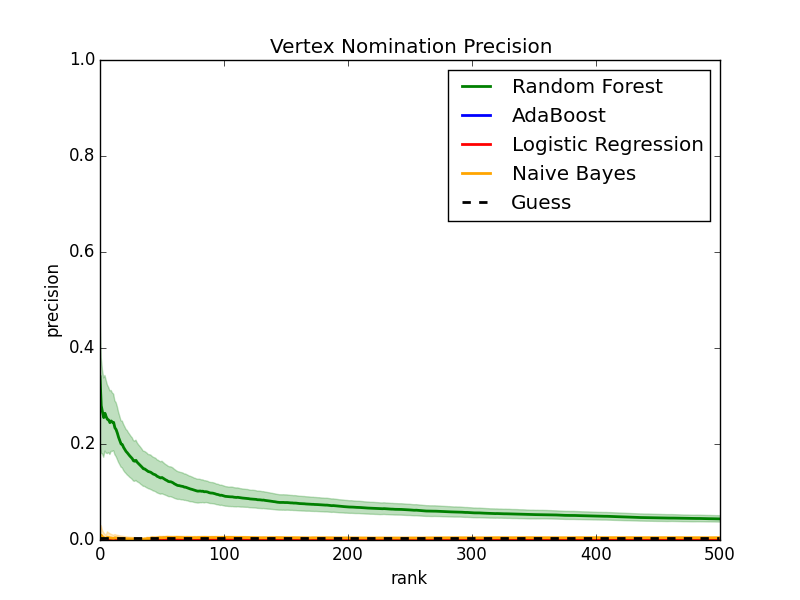 Vertex Nomination Precision
1.0
0.8
0.6
0.4
0.2
0.0
precision
Random Forest
AdaBoost
Logistic Regression
Naive Bayes
Guess
0 100 200 300 400 500
rank